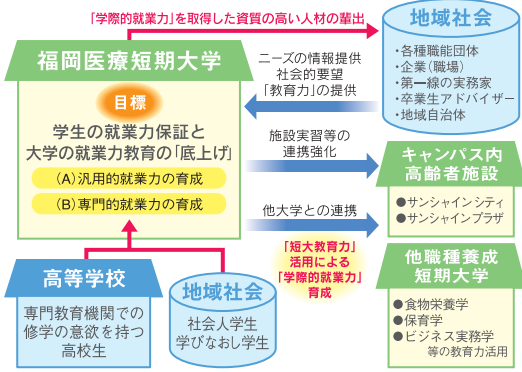 「学際的就業力」を取得した資質の高い人材の輩出
地域社会
・各種職能団体
・企業（職場）
・第一線の実務家
・卒業生アドバイザー
・地域自治体
福岡医療短期大学
目標
学生の就業力保証と
大学の就業力教育の「底上げ」
（A）汎用的就業力の育成
（B）専門的就業力の育成
ニーズの情報提供
社会的要望
「教育力」の提供
施設実習等の
連携強化
キャンパス内
高齢者施設
●サンシャインシティ
●サンシャインプラザ
他大学との連携
「短大教育力」
活用による
「学際的就業力」
育成
他職種養成
短期大学
●食物栄養学
●保育学
●ビジネス実務学
等の教育力活用
高等学校
専門教育機関での
修学の意欲を持つ
高校生
地域社会
社会人学生
学びなおし学生